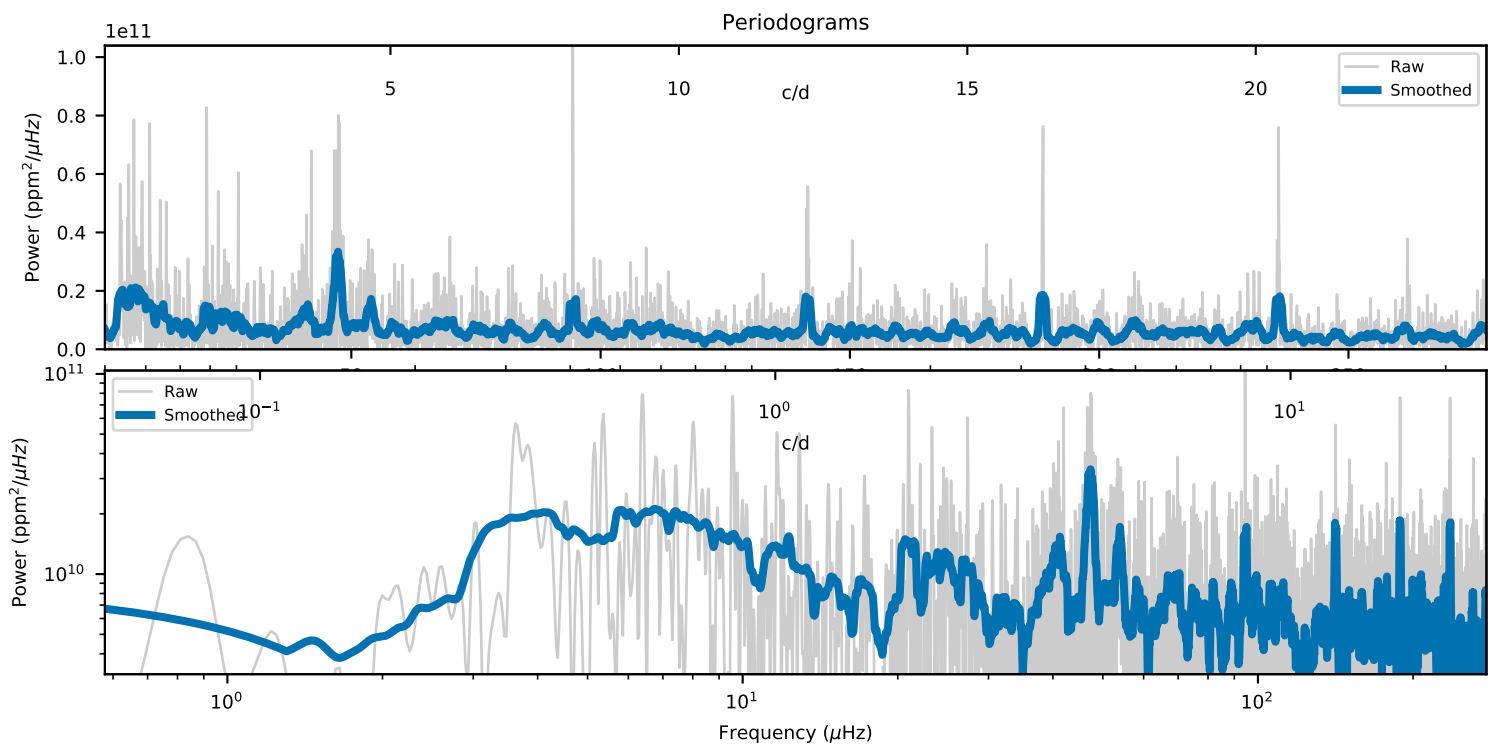 Periodograms
1e11
1.0
0.8
0.6
0.4
0.2
0.0
Power (ppm²/μHz)
5
10
15
20
c/d
Raw
Smoothed
10¹¹
10¹⁰
Power (ppm²/μHz)
Raw
Smoothed
10⁻¹
10⁰
10¹
c/d
10⁰
10¹
10²
Frequency (μHz)